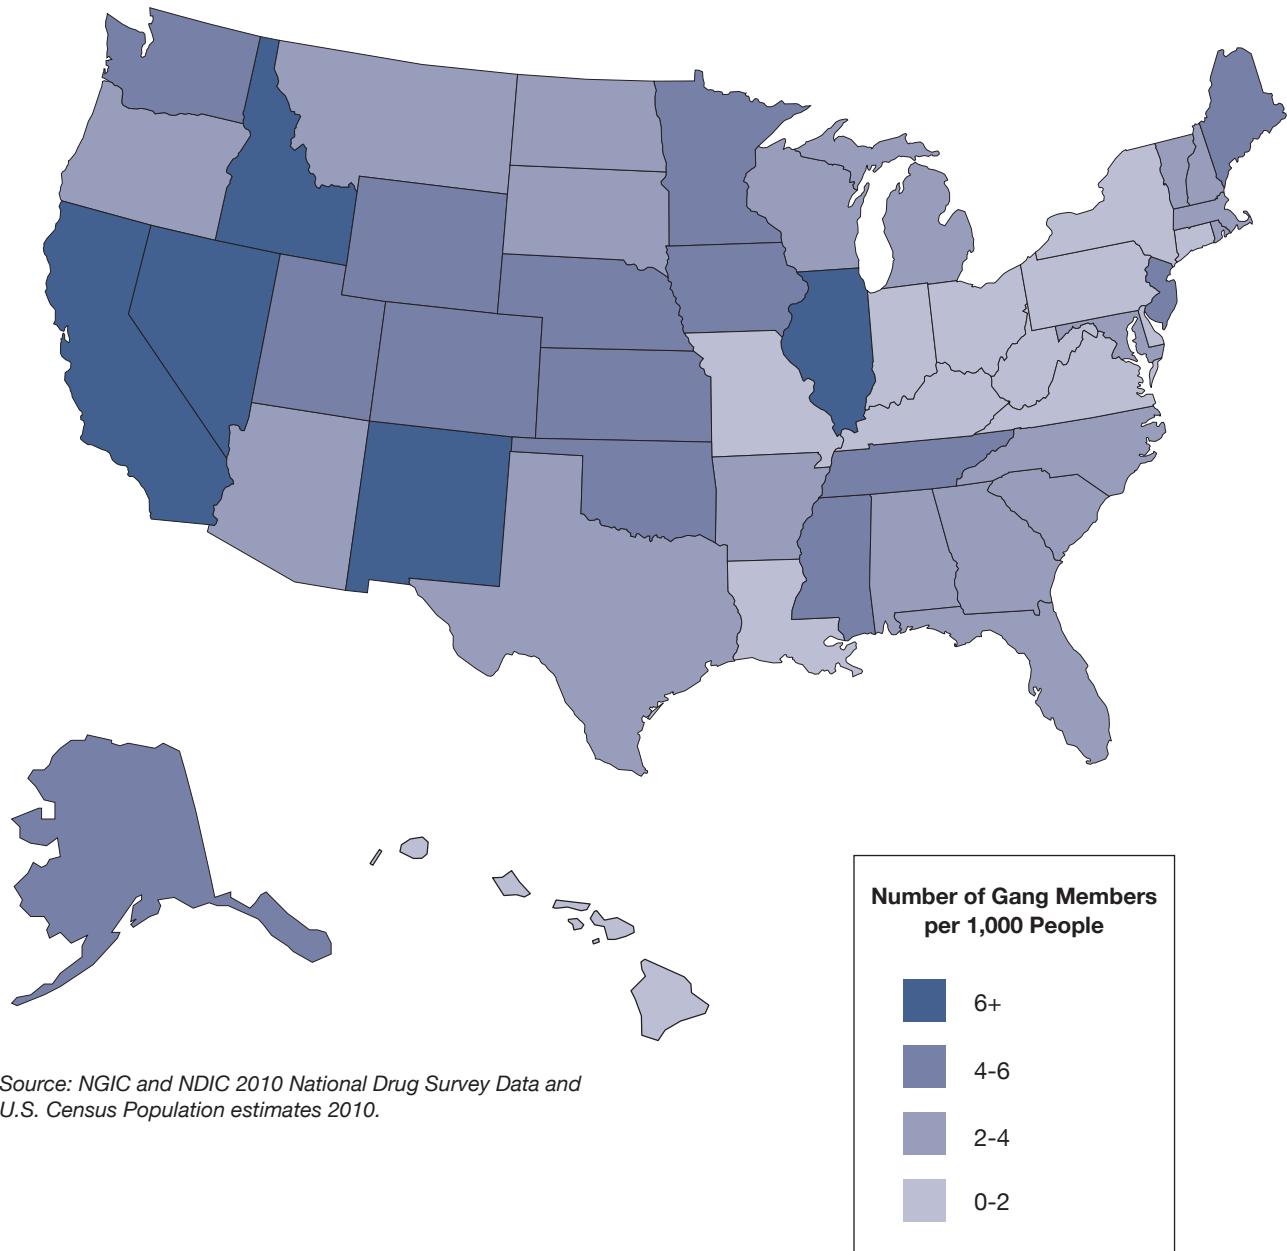 Number of Gang Members
per 1,000 People
6+
4-6
2-4
0-2
Source: NGIC and NDIC 2010 National Drug Survey Data and
U.S. Census Population estimates 2010.